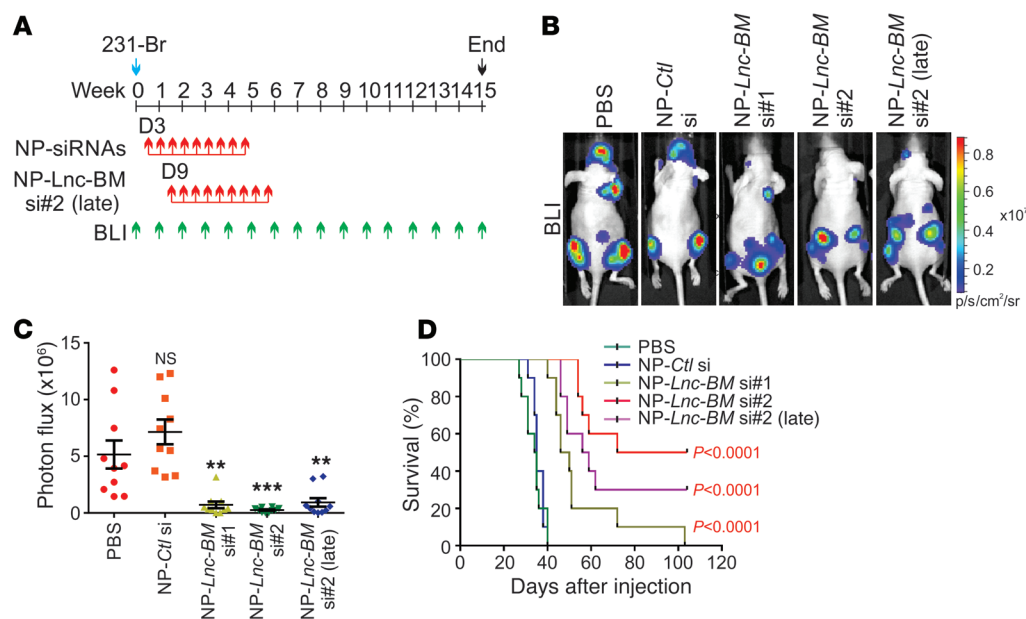 A
231-Br
End
Week 0 1 2 3 4 5 6 7 8 9 10 11 12 13 14 15
D3
NP-siRNAs
D9
NP-Lnc-BM
si#2 (late)
BLI
B
PBS
NP-Ctl
si
NP-Lnc-BM
si#1
NP-Lnc-BM
si#2
NP-Lnc-BM
si#2 (late)
BLI
0.8
0.6
0.4
0.2
p/s/cm²/sr
C
Photon flux (x10⁶)
15
10
5
0
NS
**
***
**
PBS
NP-Ctl si
NP-Lnc-BM
si#1
NP-Lnc-BM
si#2
NP-Lnc-BM
si#2 (late)
D
PBS
NP-Ctl si
NP-Lnc-BM si#1
NP-Lnc-BM si#2
NP-Lnc-BM si#2 (late)
Survival (%)
100
80
60
40
20
0
P<0.0001
P<0.0001
P<0.0001
0 20 40 60 80 100 120
Days after injection